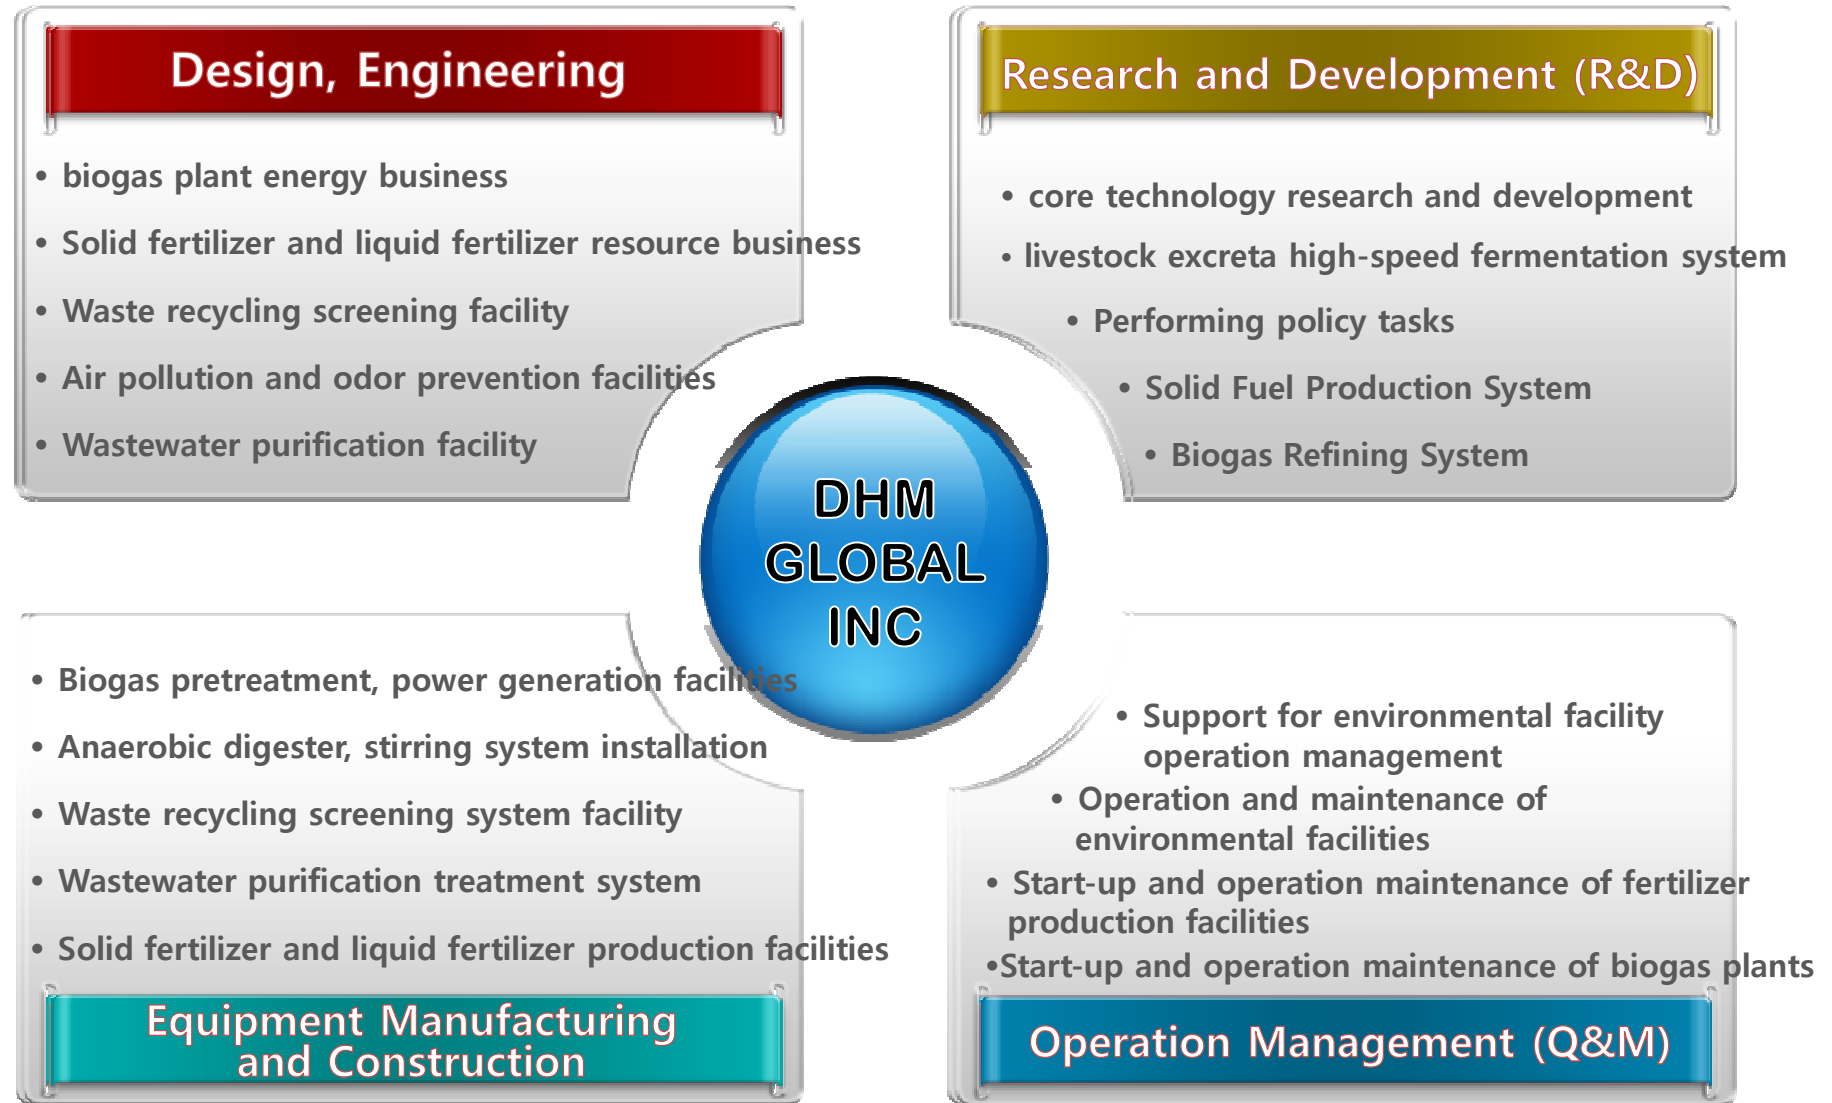 Design, Engineering
• biogas plant energy business
• Solid fertilizer and liquid fertilizer resource business
• Waste recycling screening facility
• Air pollution and odor prevention facilities
• Wastewater purification facility
Research and Development (R&D)
• core technology research and development
• livestock excreta high-speed fermentation system
• Performing policy tasks
• Solid Fuel Production System
• Biogas Refining System
DHM
GLOBAL
INC
• Biogas pretreatment, power generation facilities
• Anaerobic digester, stirring system installation
• Waste recycling screening system facility
• Wastewater purification treatment system
• Solid fertilizer and liquid fertilizer production facilities
Equipment Manufacturing
and Construction
• Support for environmental facility
operation management
• Operation and maintenance of
environmental facilities
• Start-up and operation maintenance of fertilizer
production facilities
•Start-up and operation maintenance of biogas plants
Operation Management (Q&M)